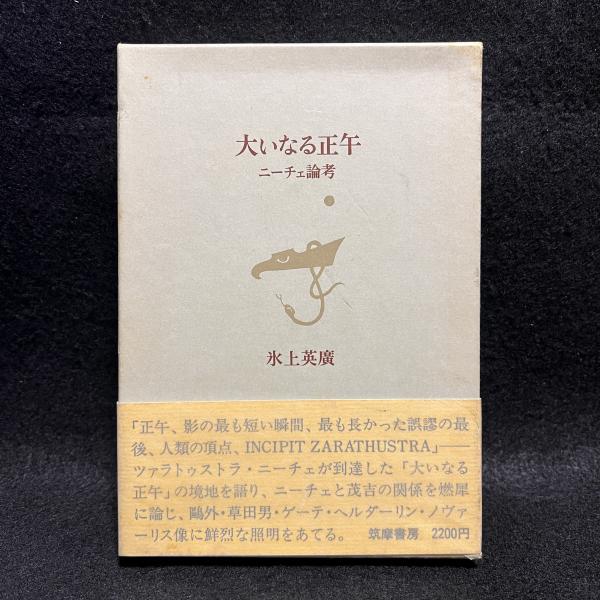 大いなる正午
ニーチェ論考
氷上英廣
「正午、影の最も短い瞬間、最も長かった誤謬の最
後、人類の頂点、INCIPIT ZARATHUSTRA」——
ツァラトゥストラ・ニーチェが到達した「大いなる
正午」の境地を語り、ニーチェと茂吉の関係を燃犀
に論じ、鷗外・草田男・ゲーテ・ヘルダーリン・ノヴァ
ーリス像に鮮烈な照明をあてる。 筑摩書房 2200円